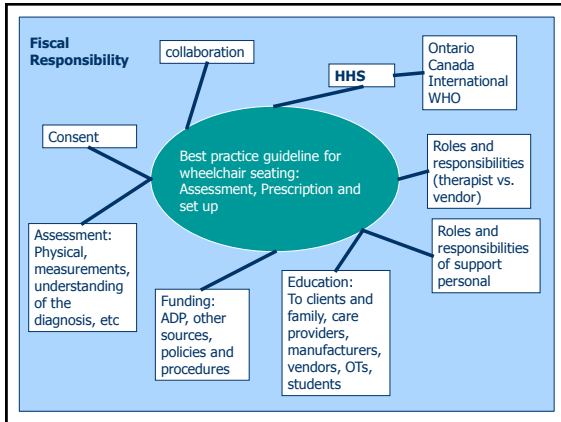 Fiscal
Responsibility
collaboration
HHS
Ontario
Canada
International
WHO
Consent
Best practice guideline for
wheelchair seating:
Assessment, Prescription and
set up
Roles and
responsibilities
(therapist vs.
vendor)
Assessment:
Physical,
measurements,
understanding
of the
diagnosis, etc
Roles and
responsibilities
of support
personal
Funding:
ADP, other
sources,
policies and
procedures
Education:
To clients and
family, care
providers,
manufacturers,
vendors, OTs,
students